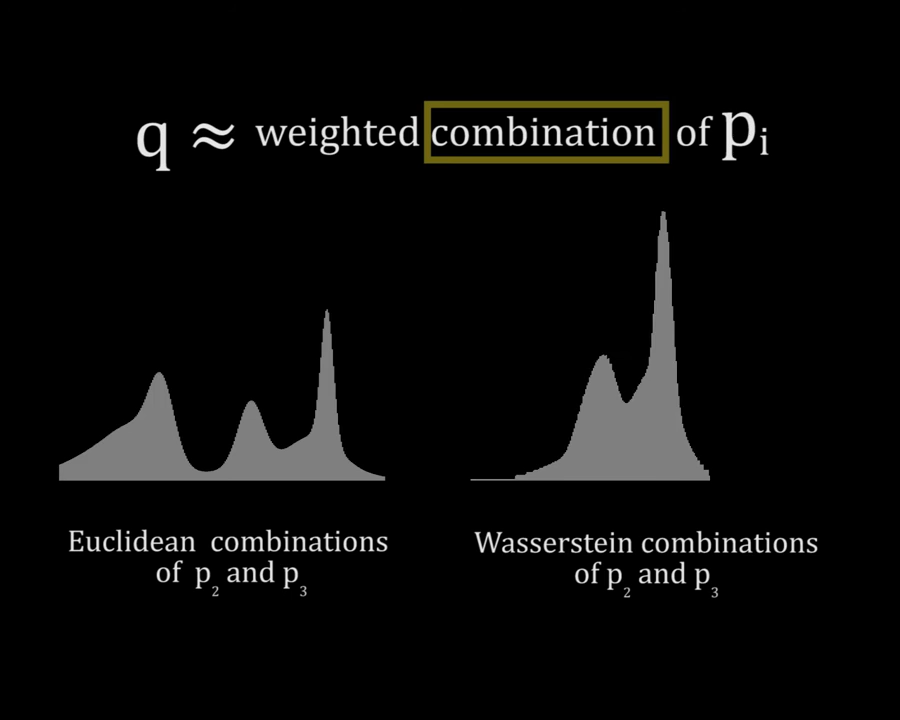 q ≈ weighted combination of pᵢ
Euclidean combinations
of p₂ and p₃
Wasserstein combinations
of p₂ and p₃